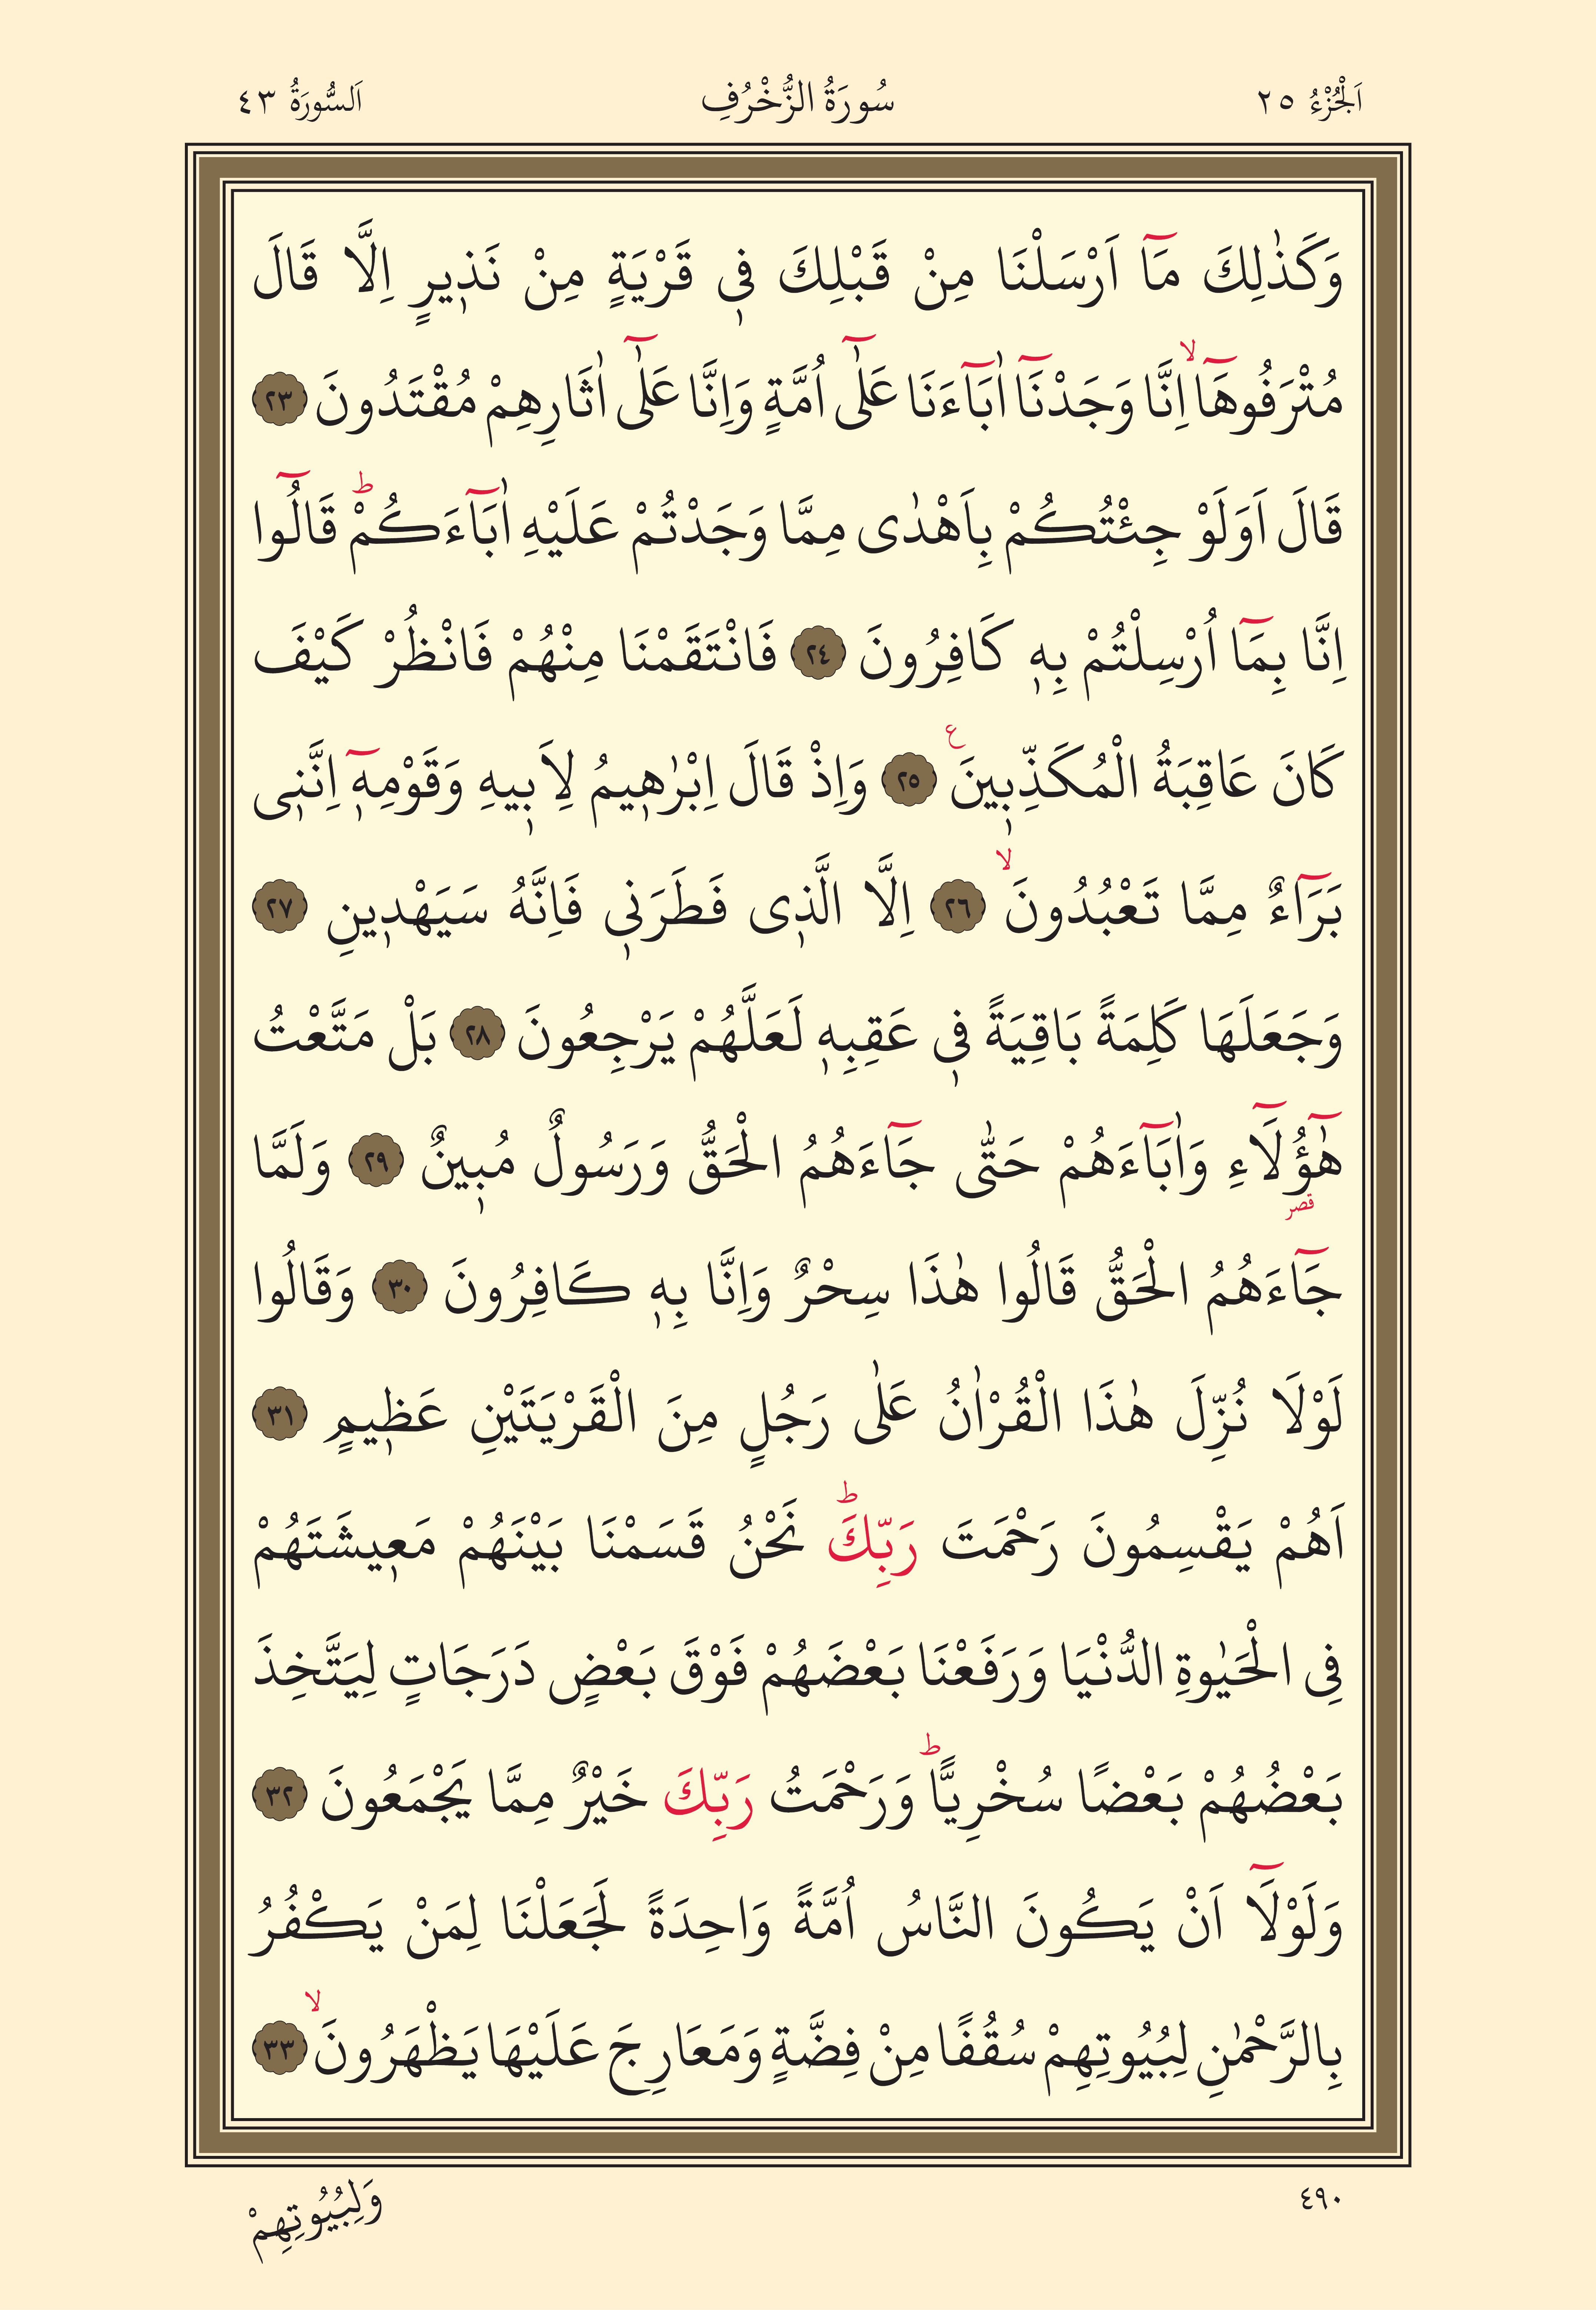 اَلْجُزْءُ ٢٥ سُورَةُ الزُّخْرُفِ اَلسُّورَةُ ٤٣
وَكَذٰلِكَ مَٓا اَرْسَلْنَا مِنْ قَبْلِكَ فٖي قَرْيَةٍ مِنْ نَذٖيرٍ اِلَّا قَالَ
مُتْرَفُوهَٓاۙ اِنَّا وَجَدْنَٓا اٰبَٓاءَنَا عَلٰٓى اُمَّةٍ وَاِنَّا عَلٰٓى اٰثَارِهِمْ مُقْتَدُونَ ٢٣
قَالَ اَوَلَوْ جِئْتُكُمْ بِاَهْدٰى مِمَّا وَجَدْتُمْ عَلَيْهِ اٰبَٓاءَكُمْؕ قَالُٓوا
اِنَّا بِمَٓا اُرْسِلْتُمْ بِهٖ كَافِرُونَ ٢٤ فَانْتَقَمْنَا مِنْهُمْ فَانْظُرْ كَيْفَ
كَانَ عَاقِبَةُ الْمُكَذِّبٖينَ ع ٢٥ وَاِذْ قَالَ اِبْرٰهٖيمُ لِاَبٖيهِ وَقَوْمِهٖٓ اِنَّنٖى
بَرَٓاءٌ مِمَّا تَعْبُدُونَۙ ٢٦ اِلَّا الَّذٖى فَطَرَنٖى فَاِنَّهُ سَيَهْدٖينِ ٢٧
وَجَعَلَهَا كَلِمَةً بَاقِيَةً فٖى عَقِبِهٖ لَعَلَّهُمْ يَرْجِعُونَ ٢٨ بَلْ مَتَّعْتُ
هٰٓؤُ۬لَٓاءِ وَاٰبَٓاءَهُمْ حَتّٰى جَٓاءَهُمُ الْحَقُّ وَرَسُولٌ مُبٖينٌ ٢٩ وَلَمَّا
قصر
جَٓاءَهُمُ الْحَقُّ قَالُوا هٰذَا سِحْرٌ وَاِنَّا بِهٖ كَافِرُونَ ٣٠ وَقَالُوا
لَوْلَا نُزِّلَ هٰذَا الْقُرْاٰنُ عَلٰى رَجُلٍ مِنَ الْقَرْيَتَيْنِ عَظٖيمٍ ٣١
اَهُمْ يَقْسِمُونَ رَحْمَتَ رَبِّكَؕ نَحْنُ قَسَمْنَا بَيْنَهُمْ مَعٖيشَتَهُمْ
فِى الْحَيٰوةِ الدُّنْيَا وَرَفَعْنَا بَعْضَهُمْ فَوْقَ بَعْضٍ دَرَجَاتٍ لِيَتَّخِذَ
بَعْضُهُمْ بَعْضًا سُخْرِيًّاؕ وَرَحْمَتُ رَبِّكَ خَيْرٌ مِمَّا يَجْمَعُونَ ٣٢
وَلَوْلَٓا اَنْ يَكُونَ النَّاسُ اُمَّةً وَاحِدَةً لَجَعَلْنَا لِمَنْ يَكْفُرُ
بِالرَّحْمٰنِ لِبُيُوتِهِمْ سُقُفًا مِنْ فِضَّةٍ وَمَعَارِجَ عَلَيْهَا يَظْهَرُونَۙ ٣٣
٤٩٠ وَلِبُيُوتِهِمْ